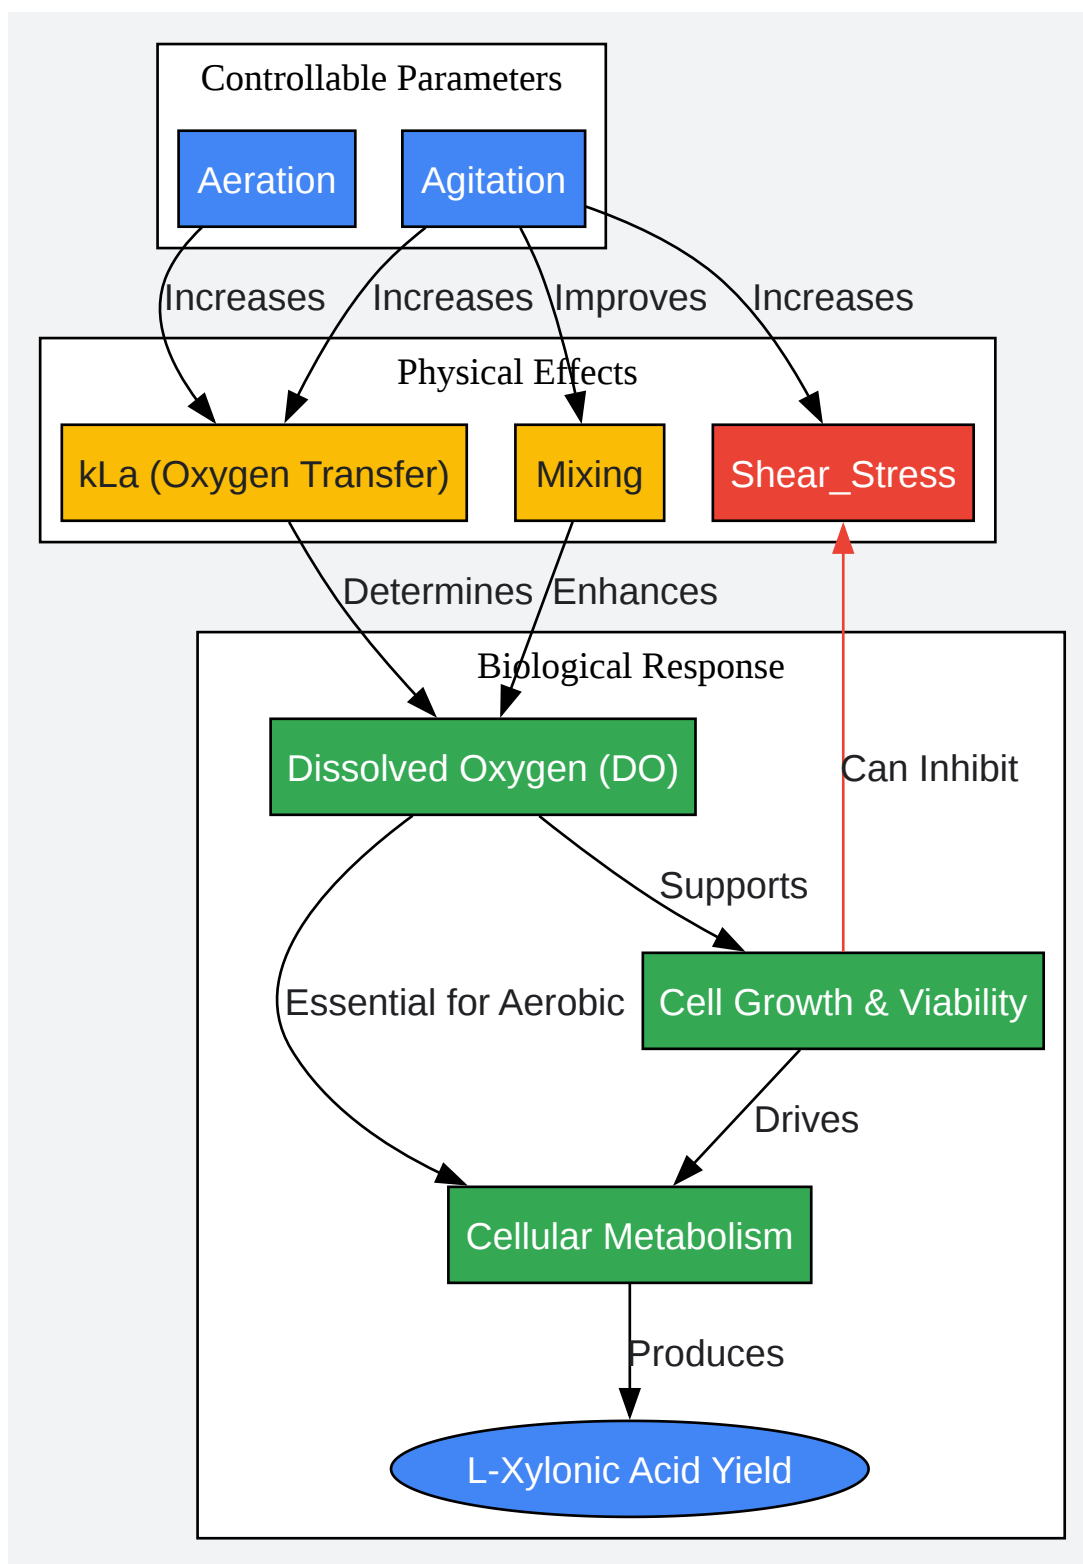 Controllable Parameters
Aeration
Agitation
Increases
Increases
Improves
Increases
Physical Effects
kLa (Oxygen Transfer)
Mixing
Shear_Stress
Determines
Enhances
Biological Response
Dissolved Oxygen (DO)
Can Inhibit
Supports
Essential for Aerobic
Cell Growth & Viability
Drives
Cellular Metabolism
Produces
L-Xylonic Acid Yield